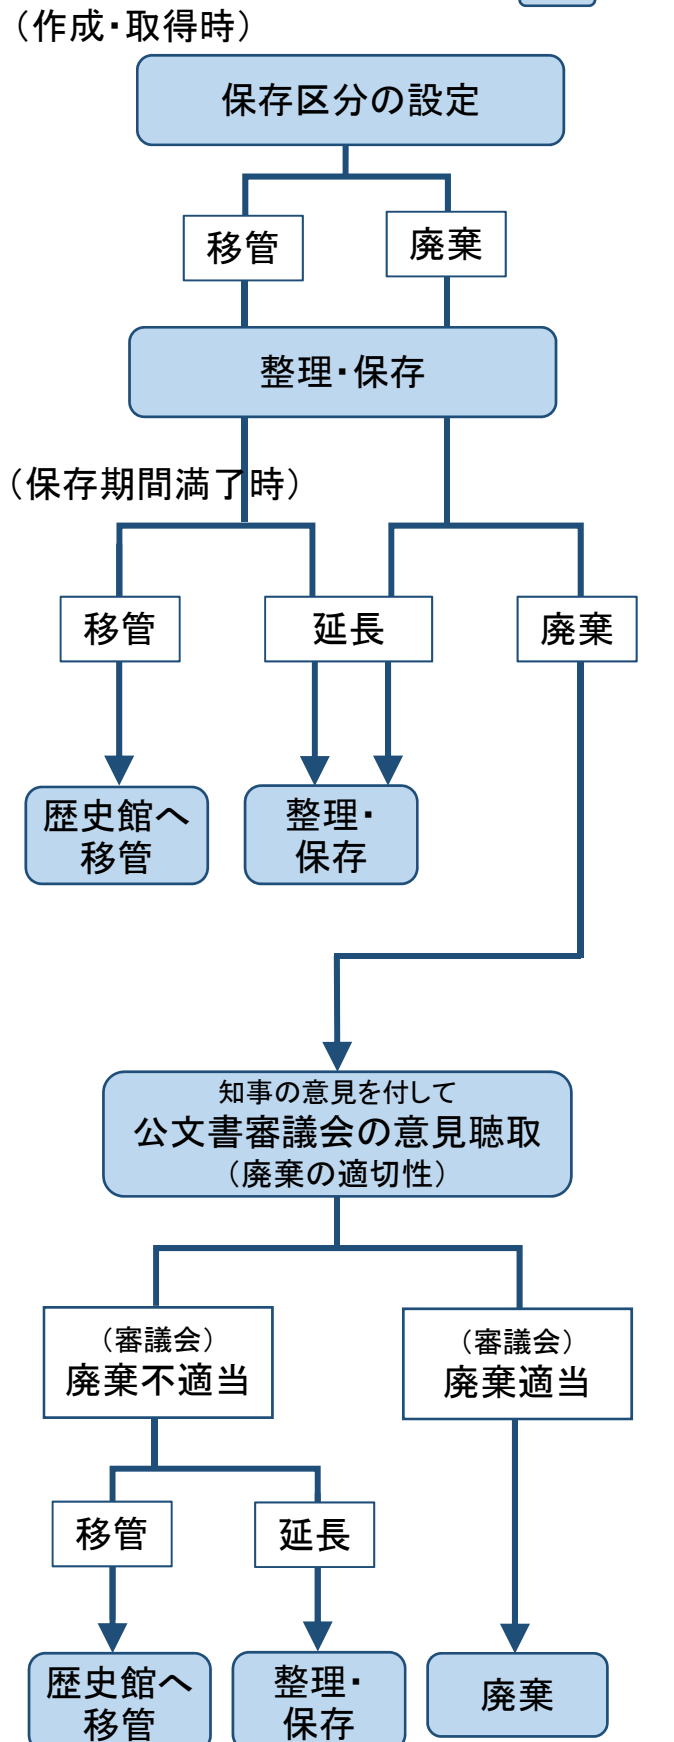 （作成・取得時）
保存区分の設定
移管
廃棄
整理・保存
（保存期間満了時）
移管
延長
廃棄
歴史館へ
移管
整理・
保存
知事の意見を付して
公文書審議会の意見聴取
（廃棄の適切性）
（審議会）
廃棄不適当
（審議会）
廃棄適当
移管
延長
歴史館へ
移管
整理・
保存
廃棄